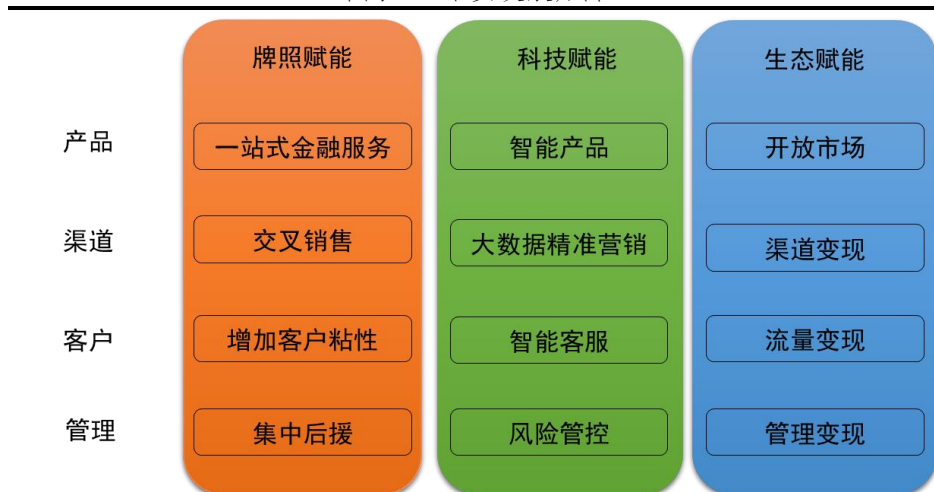 牌照赋能 科技赋能 生态赋能
产品 一站式金融服务 智能产品 开放市场
渠道 交叉销售 大数据精准营销 渠道变现
客户 增加客户粘性 智能客服 流量变现
管理 集中后援 风险管控 管理变现